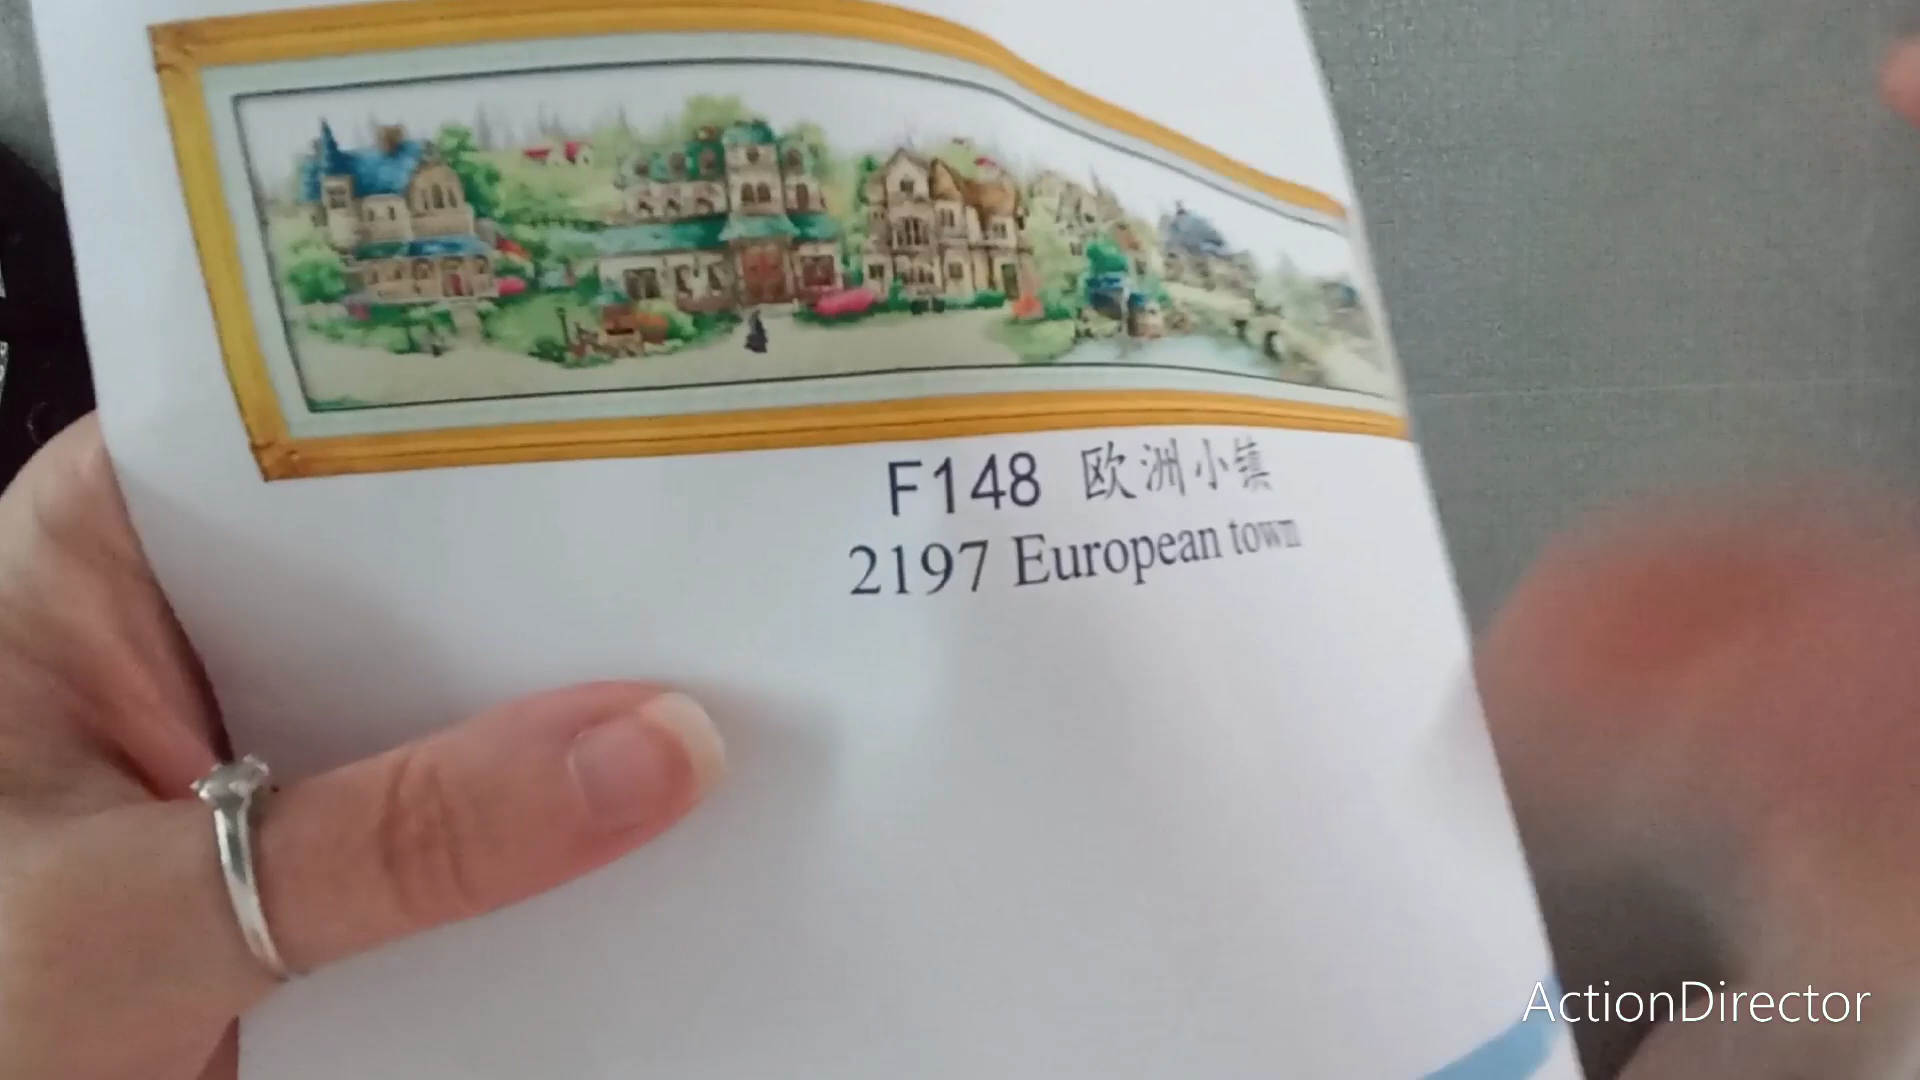 F148 欧洲小镇
2197 European town
ActionDirector